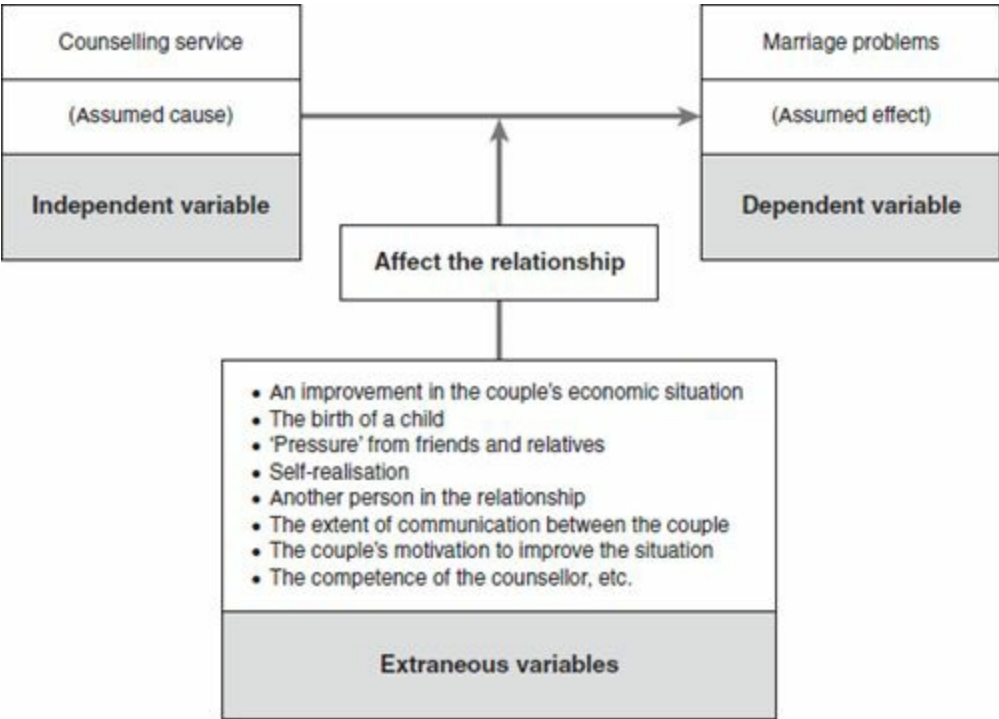 Counselling service
(Assumed cause)
Independent variable
Marriage problems
(Assumed effect)
Dependent variable
Affect the relationship
• An improvement in the couple's economic situation
• The birth of a child
• 'Pressure' from friends and relatives
• Self-realisation
• Another person in the relationship
• The extent of communication between the couple
• The couple's motivation to improve the situation
• The competence of the counsellor, etc.
Extraneous variables